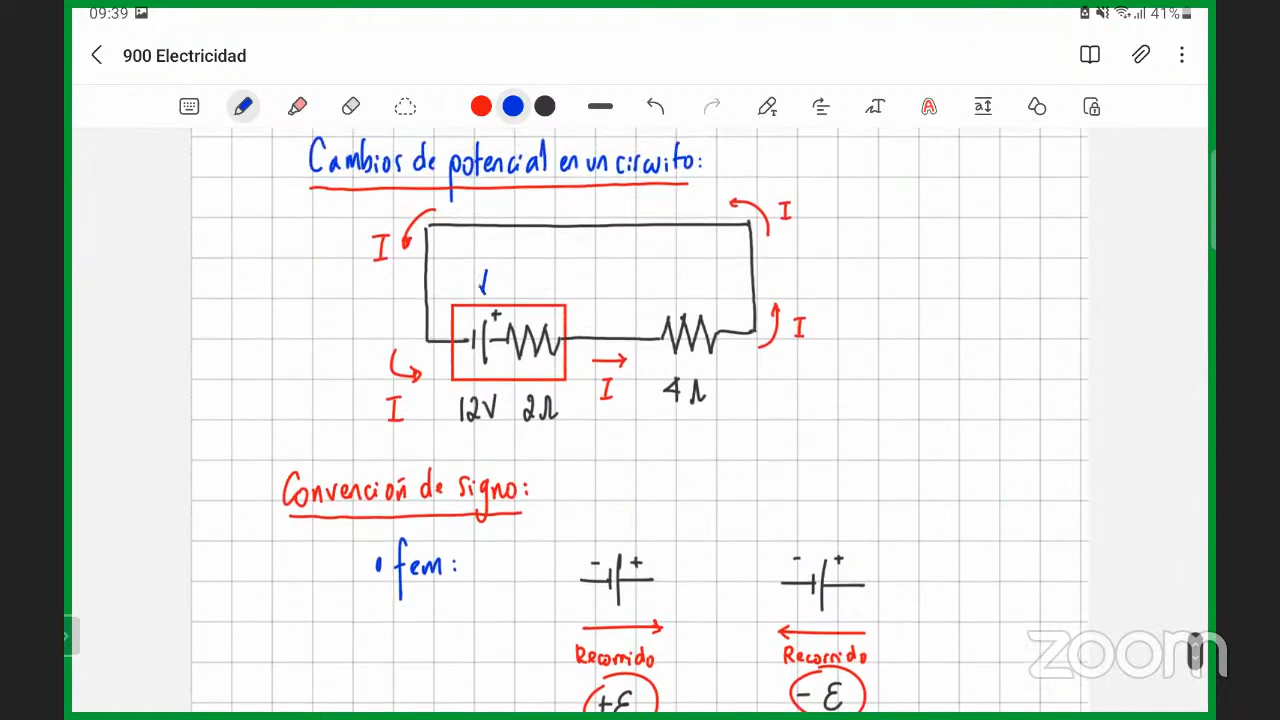 09:39 41%
900 Electricidad
Cambios de potencial en un circuito:
I I
I
+
I
I
12V 2Ω 4Ω
Convención de signo:
• fem: - + - +
Recorrido Recorrido
+ε - ε
zoom